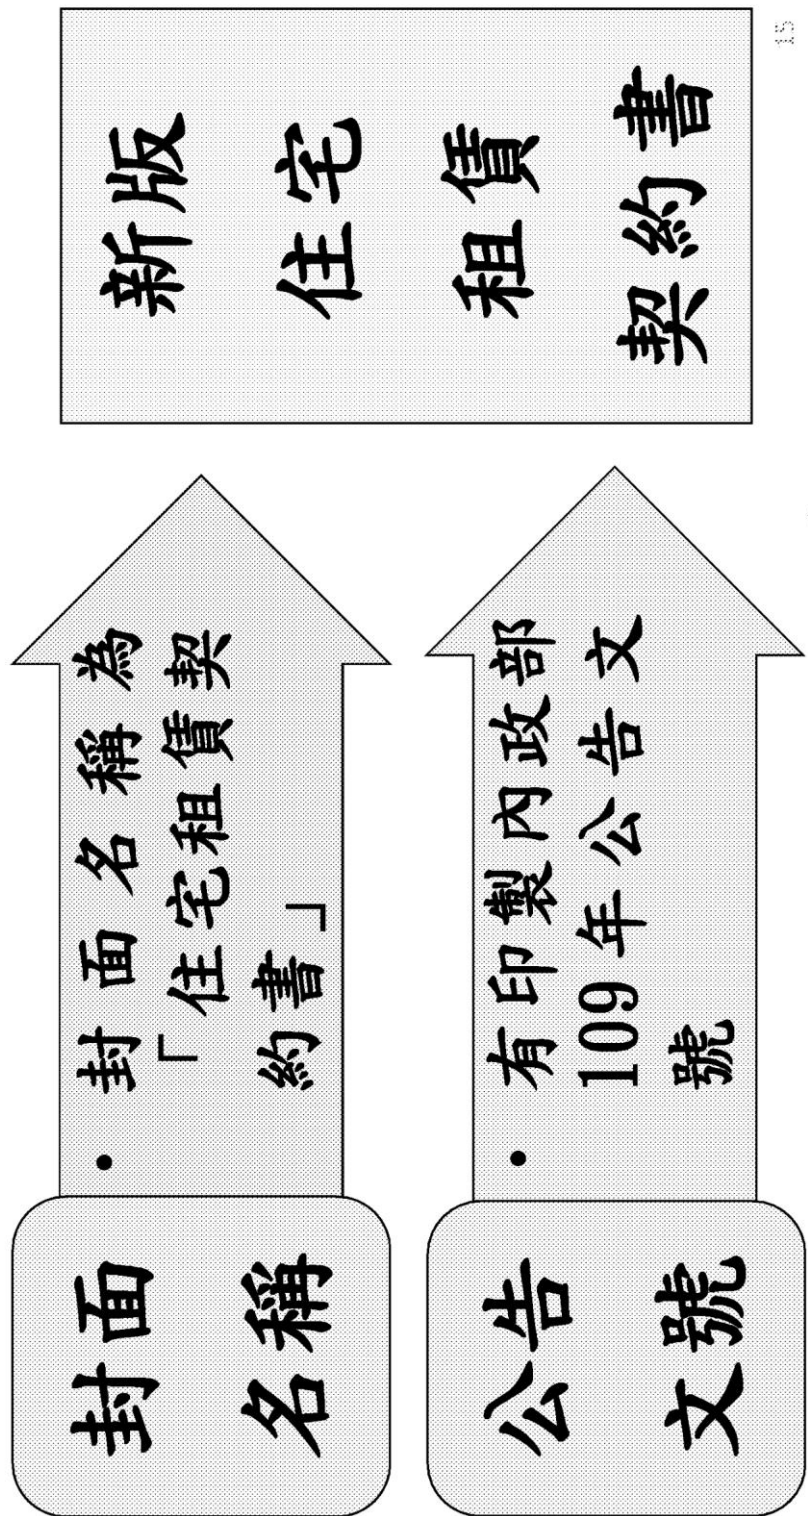 封面
名稱
• 封面名稱為
「住宅租賃契
約書」
公告
文號
• 有印製內政部
109年公告文
號
新版
住宅
租賃
契約書
15